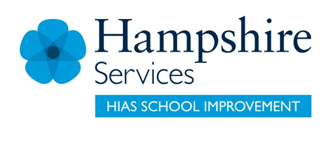 Hampshire
Services
HIAS SCHOOL IMPROVEMENT